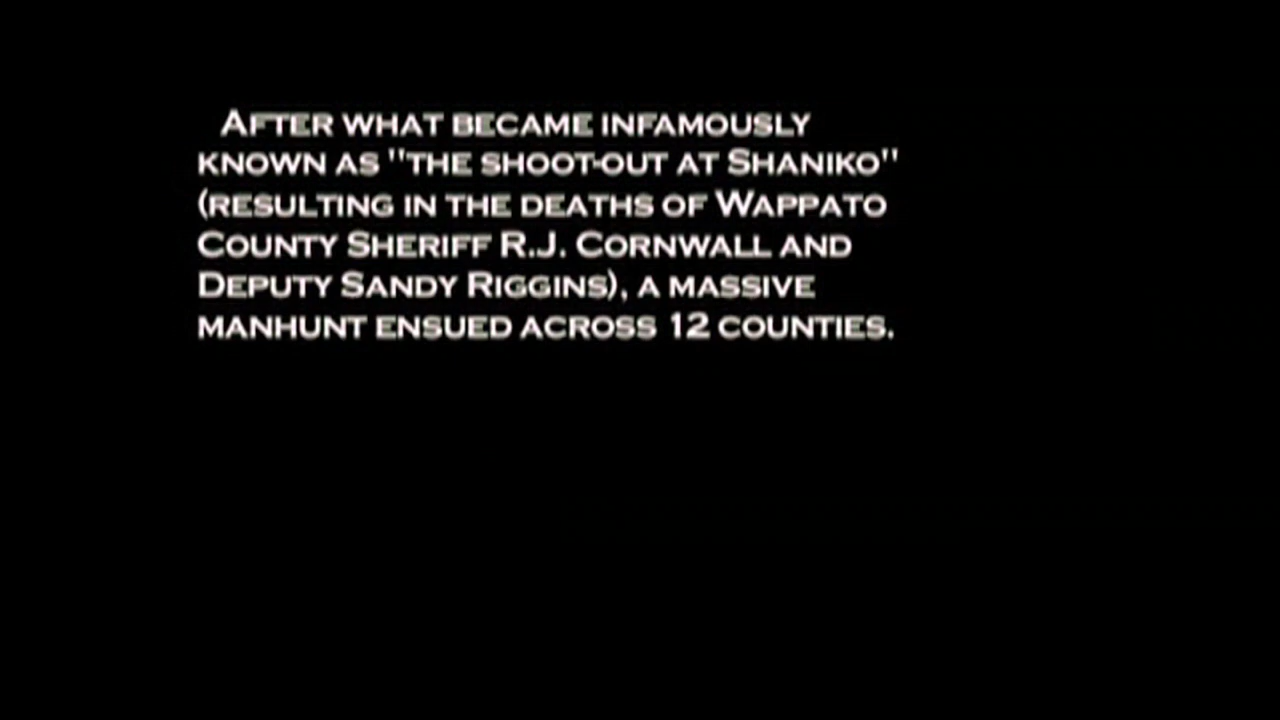 After what became infamously
known as "the shoot-out at Shaniko"
(resulting in the deaths of Wappato
County Sheriff R.J. Cornwall and
Deputy Sandy Riggins), a massive
manhunt ensued across 12 counties.